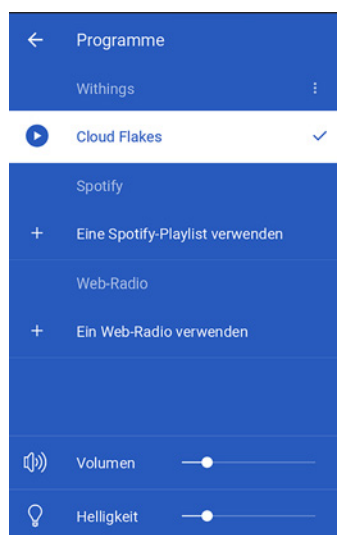 Programme
Withings
Cloud Flakes
Spotify
Eine Spotify-Playlist verwenden
Web-Radio
Ein Web-Radio verwenden
Volumen
Helligkeit